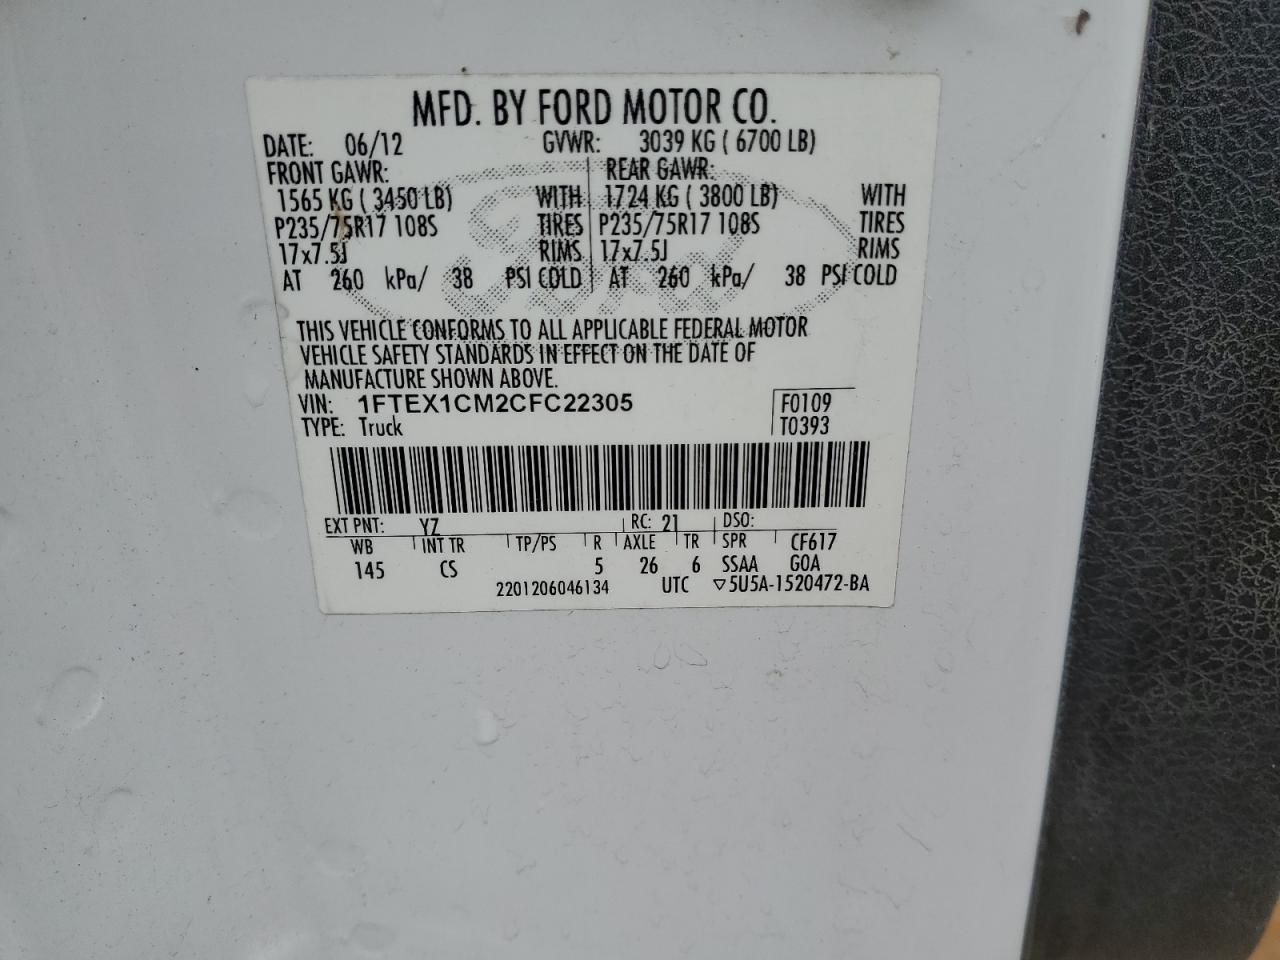 MFD. BY FORD MOTOR CO.
DATE: 06/12 GVWR: 3039 KG ( 6700 LB)
FRONT GAWR: REAR GAWR:
1565 KG ( 3450 LB) WITH 1724 KG ( 3800 LB) WITH
P235/75R17 108S TIRES P235/75R17 108S TIRES
17x7.5J RIMS 17x7.5J RIMS
AT 260 kPa/ 38 PSI COLD AT 260 kPa/ 38 PSI COLD
Ford
THIS VEHICLE CONFORMS TO ALL APPLICABLE FEDERAL MOTOR
VEHICLE SAFETY STANDARDS IN EFFECT ON THE DATE OF
MANUFACTURE SHOWN ABOVE.
VIN: 1FTEX1CM2CFC22305 F0109
TYPE: Truck T0393
EXT PNT: YZ RC: 21 DSO:
WB INT TR TP/PS R AXLE TR SPR CF617
145 CS 5 26 6 SSAA GOA
2201206046134 UTC ▽5U5A-1520472-BA